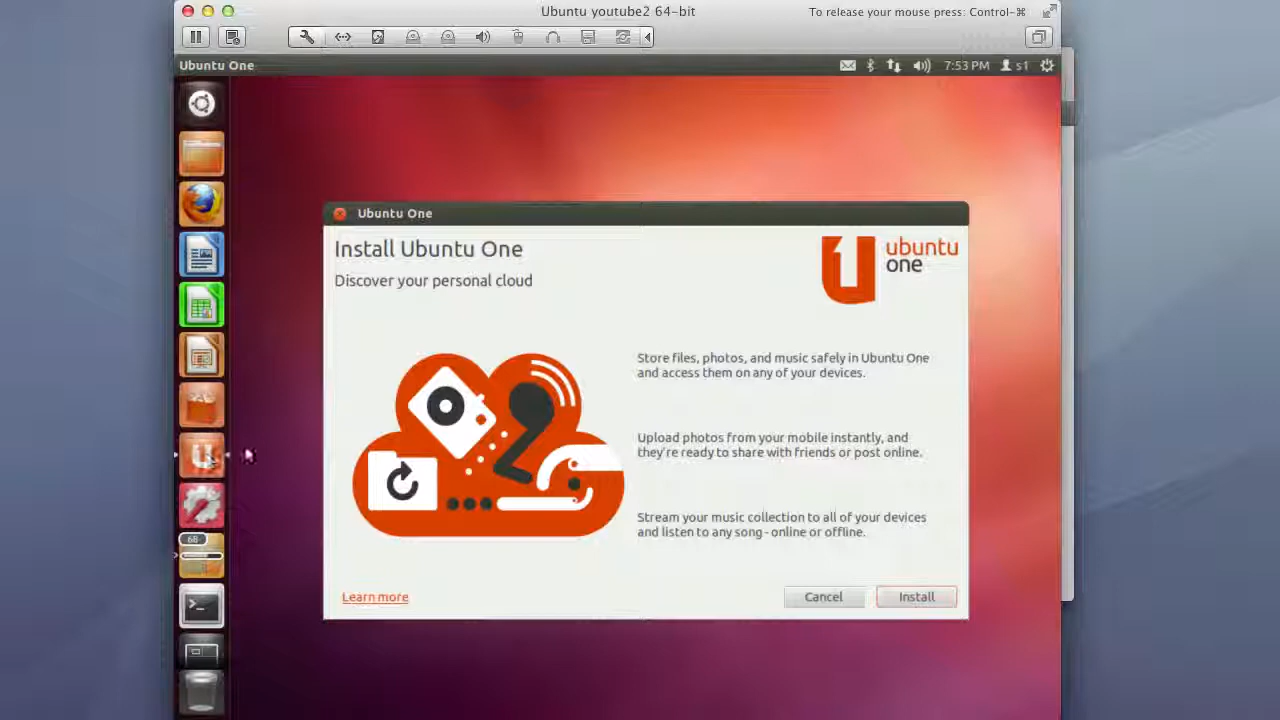 Ubuntu youtube2 64-bit
To release your mouse press: Control-⌘
Ubuntu One
7:53 PM
s1
Ubuntu One
Install Ubuntu One
Discover your personal cloud
ubuntu
one
Store files, photos, and music safely in Ubuntu One
and access them on any of your devices.
Upload photos from your mobile instantly, and
they're ready to share with friends or post online.
Stream your music collection to all of your devices
and listen to any song - online or offline.
68
Learn more
Cancel
Install